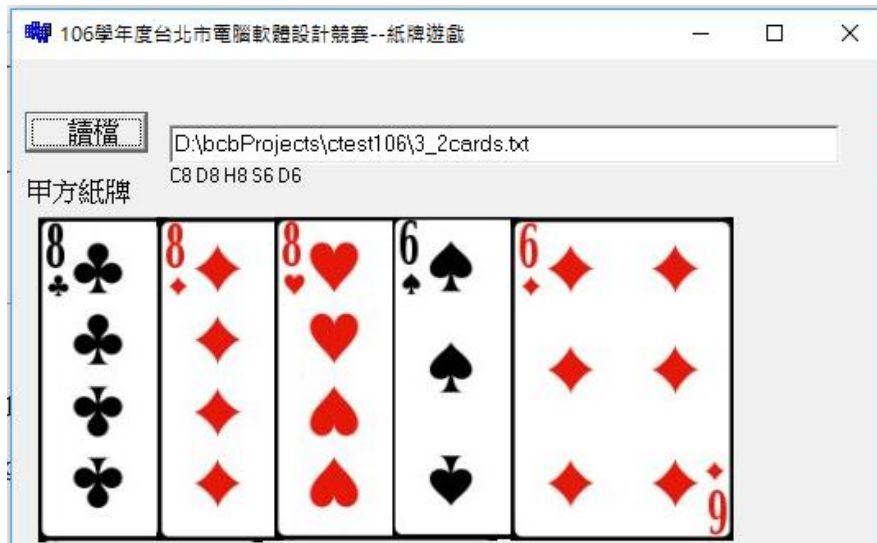 106學年度台北市電腦軟體設計競賽--紙牌遊戲
讀檔
D:\bcbProjects\ctest106\3_2cards.txt
C8 D8 H8 S6 D6
甲方紙牌
8 8 8 6 6
9